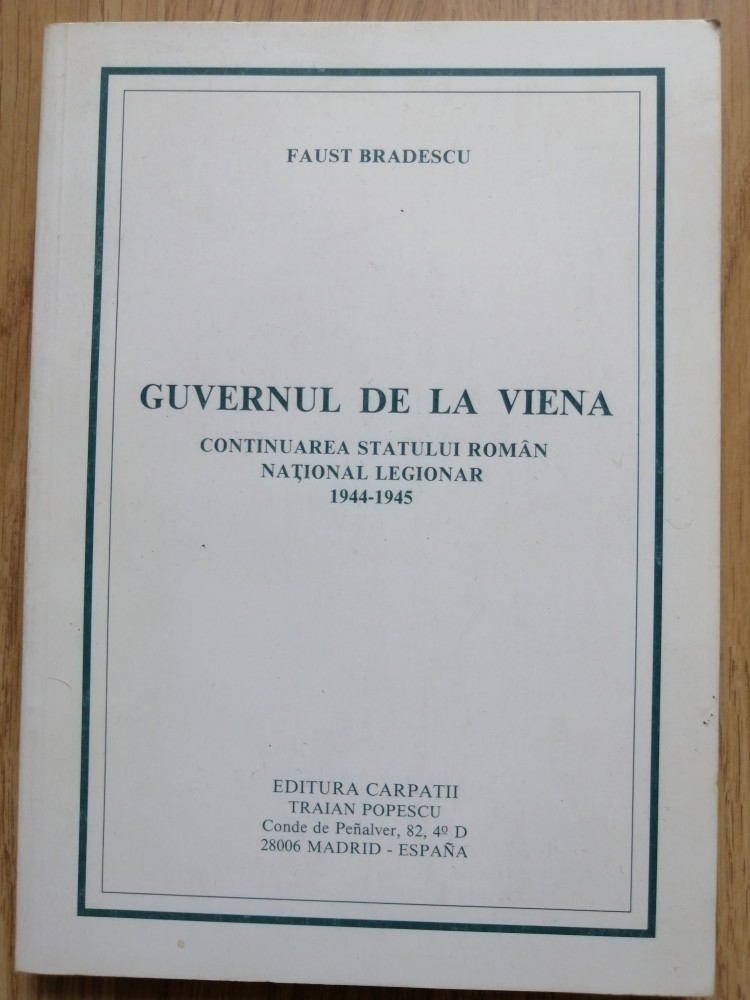 FAUST BRADESCU
GUVERNUL DE LA VIENA
CONTINUAREA STATULUI ROMÂN
NAŢIONAL LEGIONAR
1944-1945
EDITURA CARPATII
TRAIAN POPESCU
Conde de Peñalver, 82, 4º D
28006 MADRID - ESPAÑA